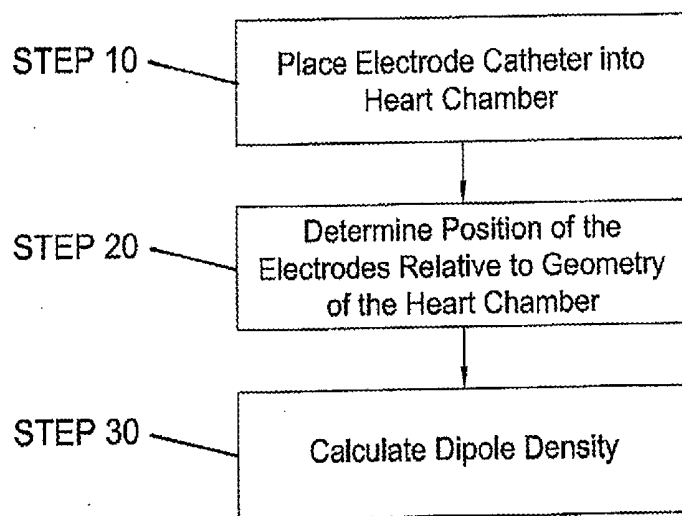 STEP 10
Place Electrode Catheter into
Heart Chamber
STEP 20
Determine Position of the
Electrodes Relative to Geometry
of the Heart Chamber
STEP 30
Calculate Dipole Density